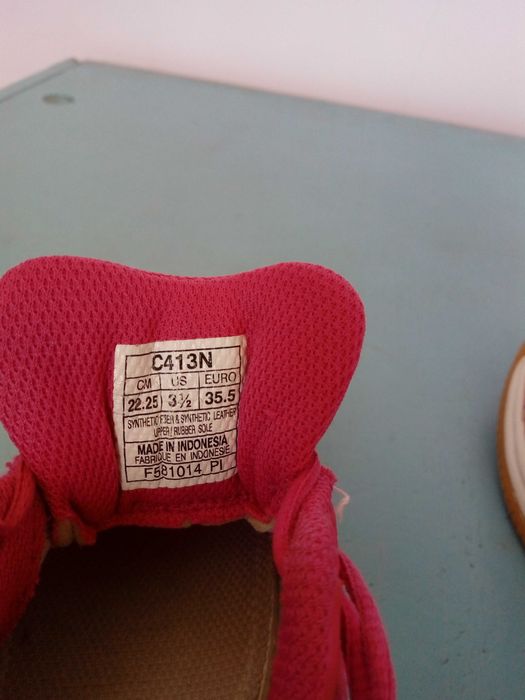 C413N
CM US EURO
22.25 3½ 35.5
SYNTHETIC & SYNTHETIC LEATHER
UPPER / RUBBER SOLE
MADE IN INDONESIA
FABRIQUE EN INDONESIE
F581014 PI